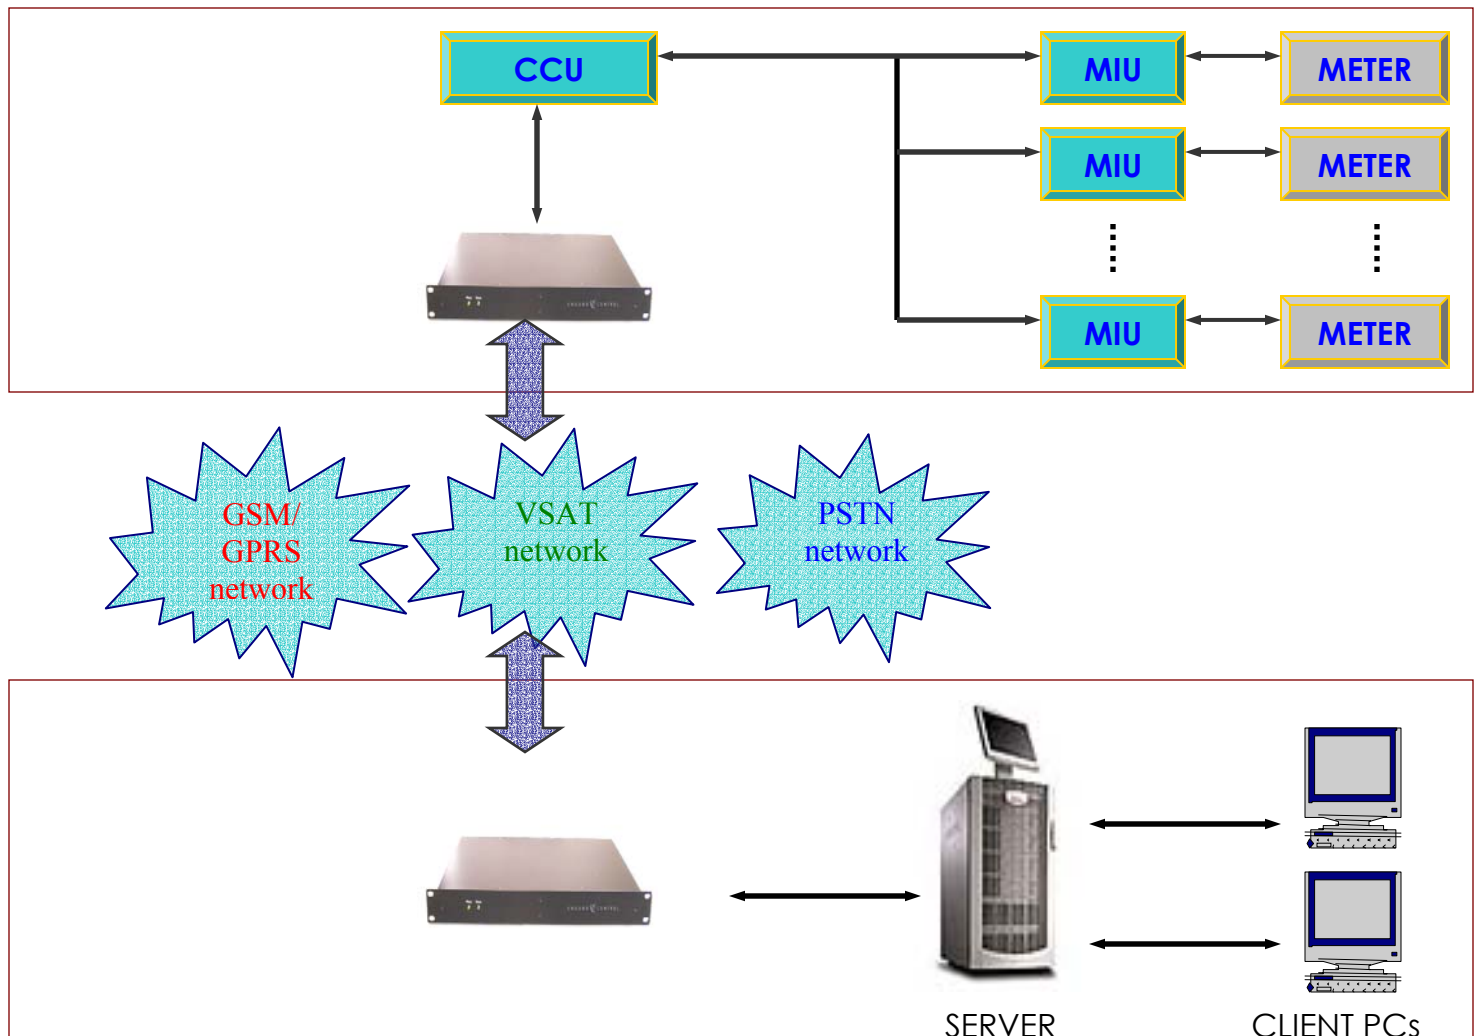 CCU
MIU
METER
MIU
METER
MIU
METER
GSM/
GPRS
network
VSAT
network
PSTN
network
SERVER
CLIENT PCs